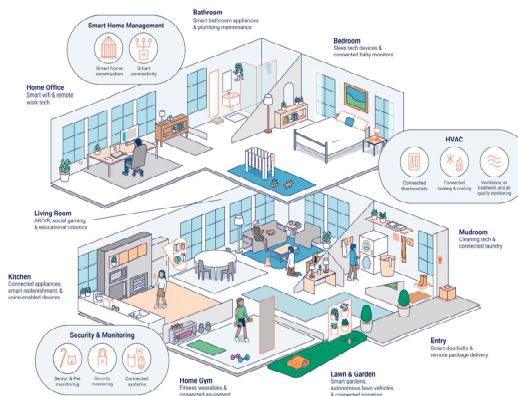 Bathroom
Smart bathroom appliances
& plumbing maintenance
Smart Home Management
Smart home
construction
Smart
connectivity
Bedroom
Sleep tech devices &
connected baby monitors
Home Office
Smart wifi & remote
work tech
HVAC
Connected
thermostats
Connected
heating & cooling
Ventilation, air
treatment, and air
quality monitoring
Living Room
AR/VR, social gaming,
& educational robotics
Mudroom
Cleaning tech &
connected laundry
Kitchen
Connected appliances,
smart replenishment, &
voice-enabled devices
Security & Monitoring
Senior & Pet
monitoring
Security
monitoring
Connected
systems
Entry
Smart doorbells &
remote package delivery
Home Gym
Fitness wearables &
connected equipment
Lawn & Garden
Smart gardens,
autonomous lawn vehicles,
& connected irrigation